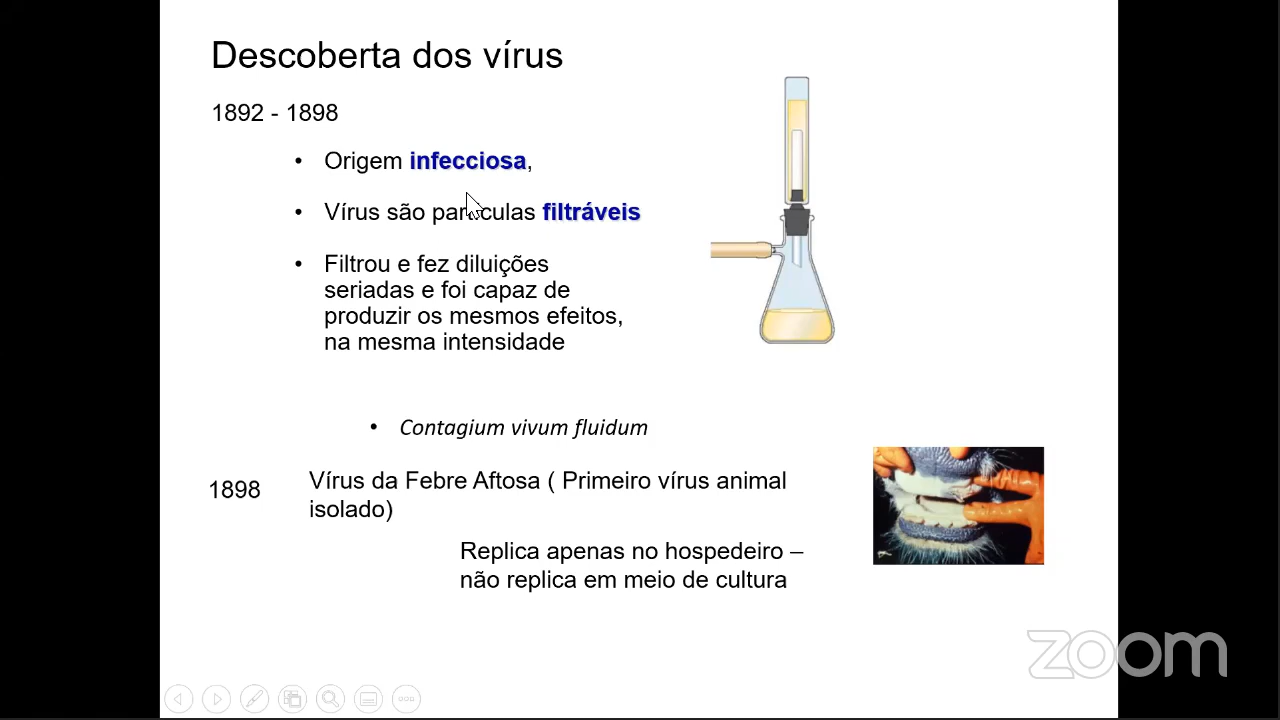 Descoberta dos vírus
1892 - 1898
• Origem infecciosa,
• Vírus são partículas filtráveis
• Filtrou e fez diluições
seriadas e foi capaz de
produzir os mesmos efeitos,
na mesma intensidade
• Contagium vivum fluidum
1898
Vírus da Febre Aftosa ( Primeiro vírus animal
isolado)
Replica apenas no hospedeiro –
não replica em meio de cultura
zoom